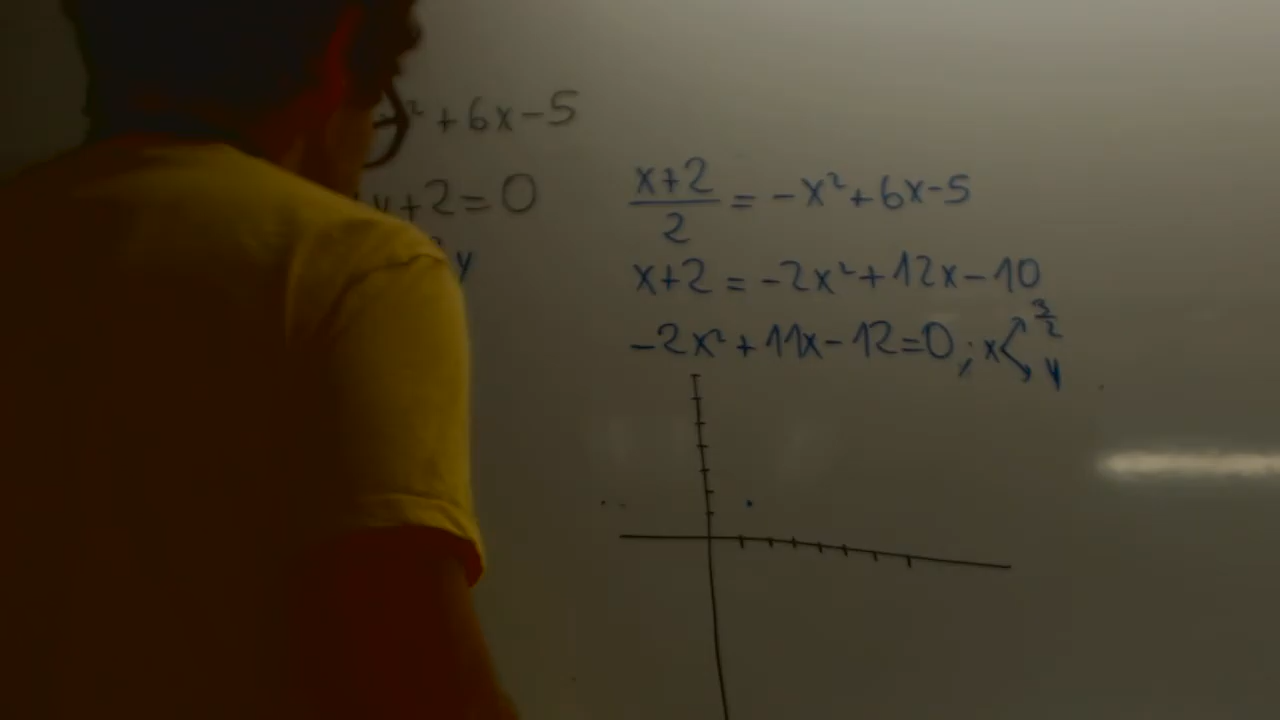 ² + 6x - 5
y + 2 = 0
y
x+2/2 = -x² + 6x - 5
x+2 = -2x² + 12x - 10
-2x² + 11x - 12 = 0 ; x < 3/2
4